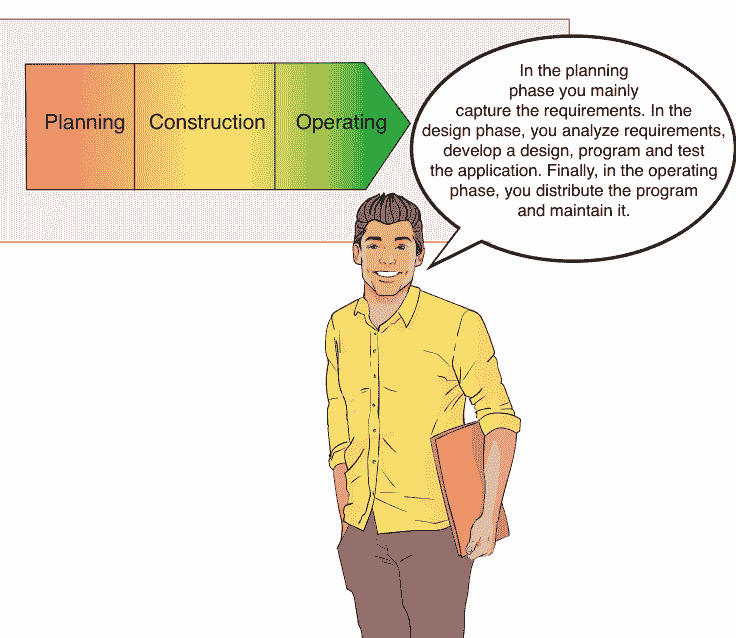 Planning Construction Operating
In the planning
phase you mainly
capture the requirements. In the
design phase, you analyze requirements,
develop a design, program and test
the application. Finally, in the operating
phase, you distribute the program
and maintain it.